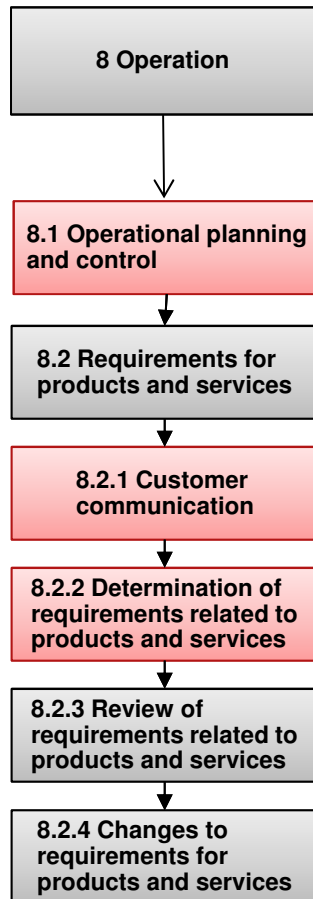 8 Operation
8.1 Operational planning
and control
8.2 Requirements for
products and services
8.2.1 Customer
communication
8.2.2 Determination of
requirements related to
products and services
8.2.3 Review of
requirements related to
products and services
8.2.4 Changes to
requirements for
products and services